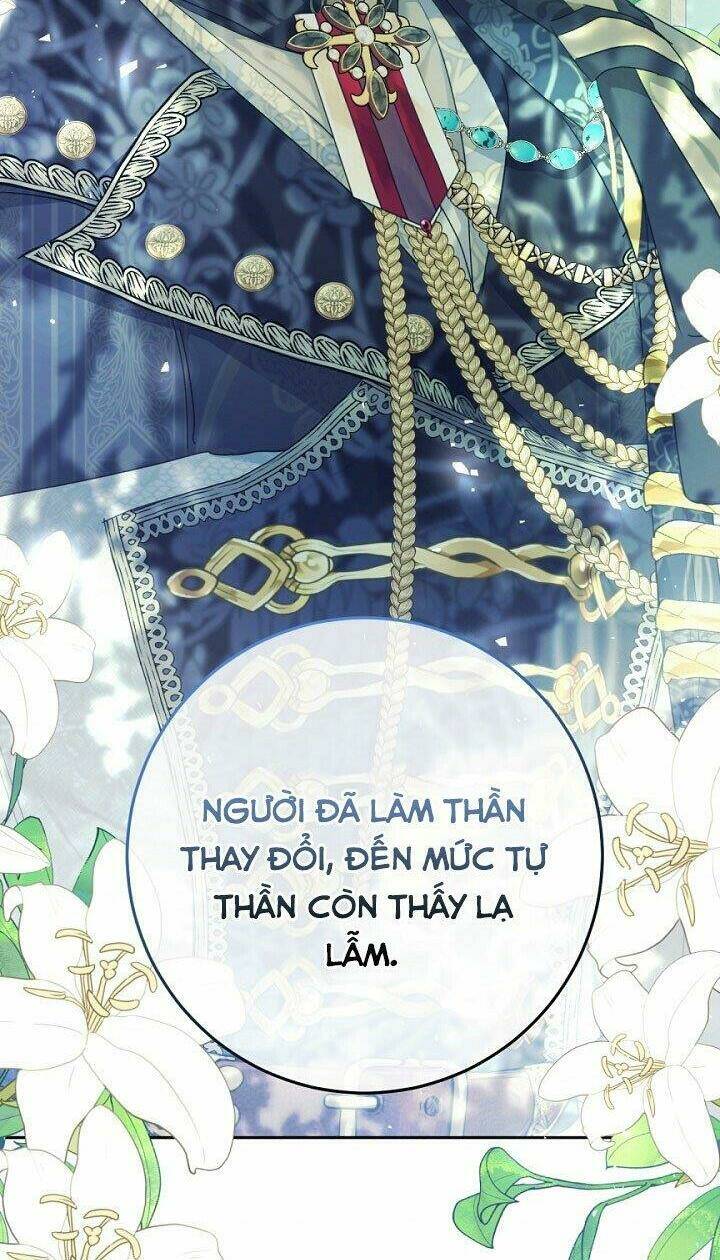 NGƯỜI ĐÃ LÀM THẦN
THAY ĐỔI, ĐẾN MỨC TỰ
THẦN CÒN THẤY LẠ
LẪM.